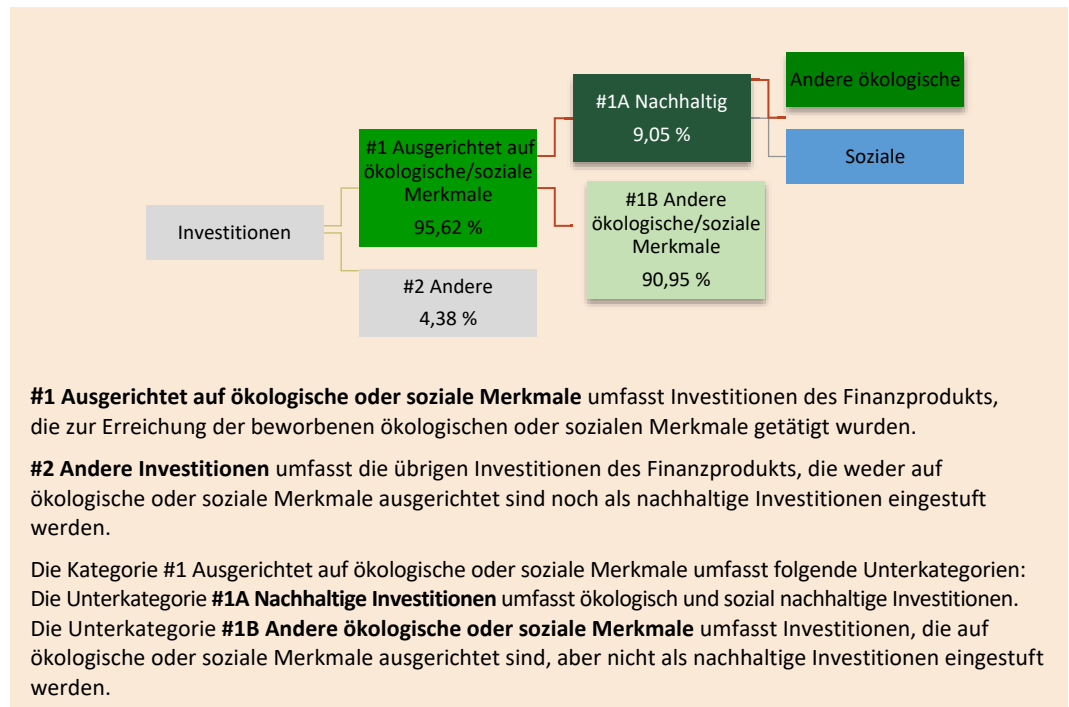 Investitionen
#1 Ausgerichtet auf
ökologische/soziale
Merkmale
95,62 %
#2 Andere
4,38 %
#1A Nachhaltig
9,05 %
#1B Andere
ökologische/soziale
Merkmale
90,95 %
Andere ökologische
Soziale
#1 Ausgerichtet auf ökologische oder soziale Merkmale umfasst Investitionen des Finanzprodukts,
die zur Erreichung der beworbenen ökologischen oder sozialen Merkmale getätigt wurden.
#2 Andere Investitionen umfasst die übrigen Investitionen des Finanzprodukts, die weder auf
ökologische oder soziale Merkmale ausgerichtet sind noch als nachhaltige Investitionen eingestuft
werden.
Die Kategorie #1 Ausgerichtet auf ökologische oder soziale Merkmale umfasst folgende Unterkategorien:
Die Unterkategorie #1A Nachhaltige Investitionen umfasst ökologisch und sozial nachhaltige Investitionen.
Die Unterkategorie #1B Andere ökologische oder soziale Merkmale umfasst Investitionen, die auf
ökologische oder soziale Merkmale ausgerichtet sind, aber nicht als nachhaltige Investitionen eingestuft
werden.